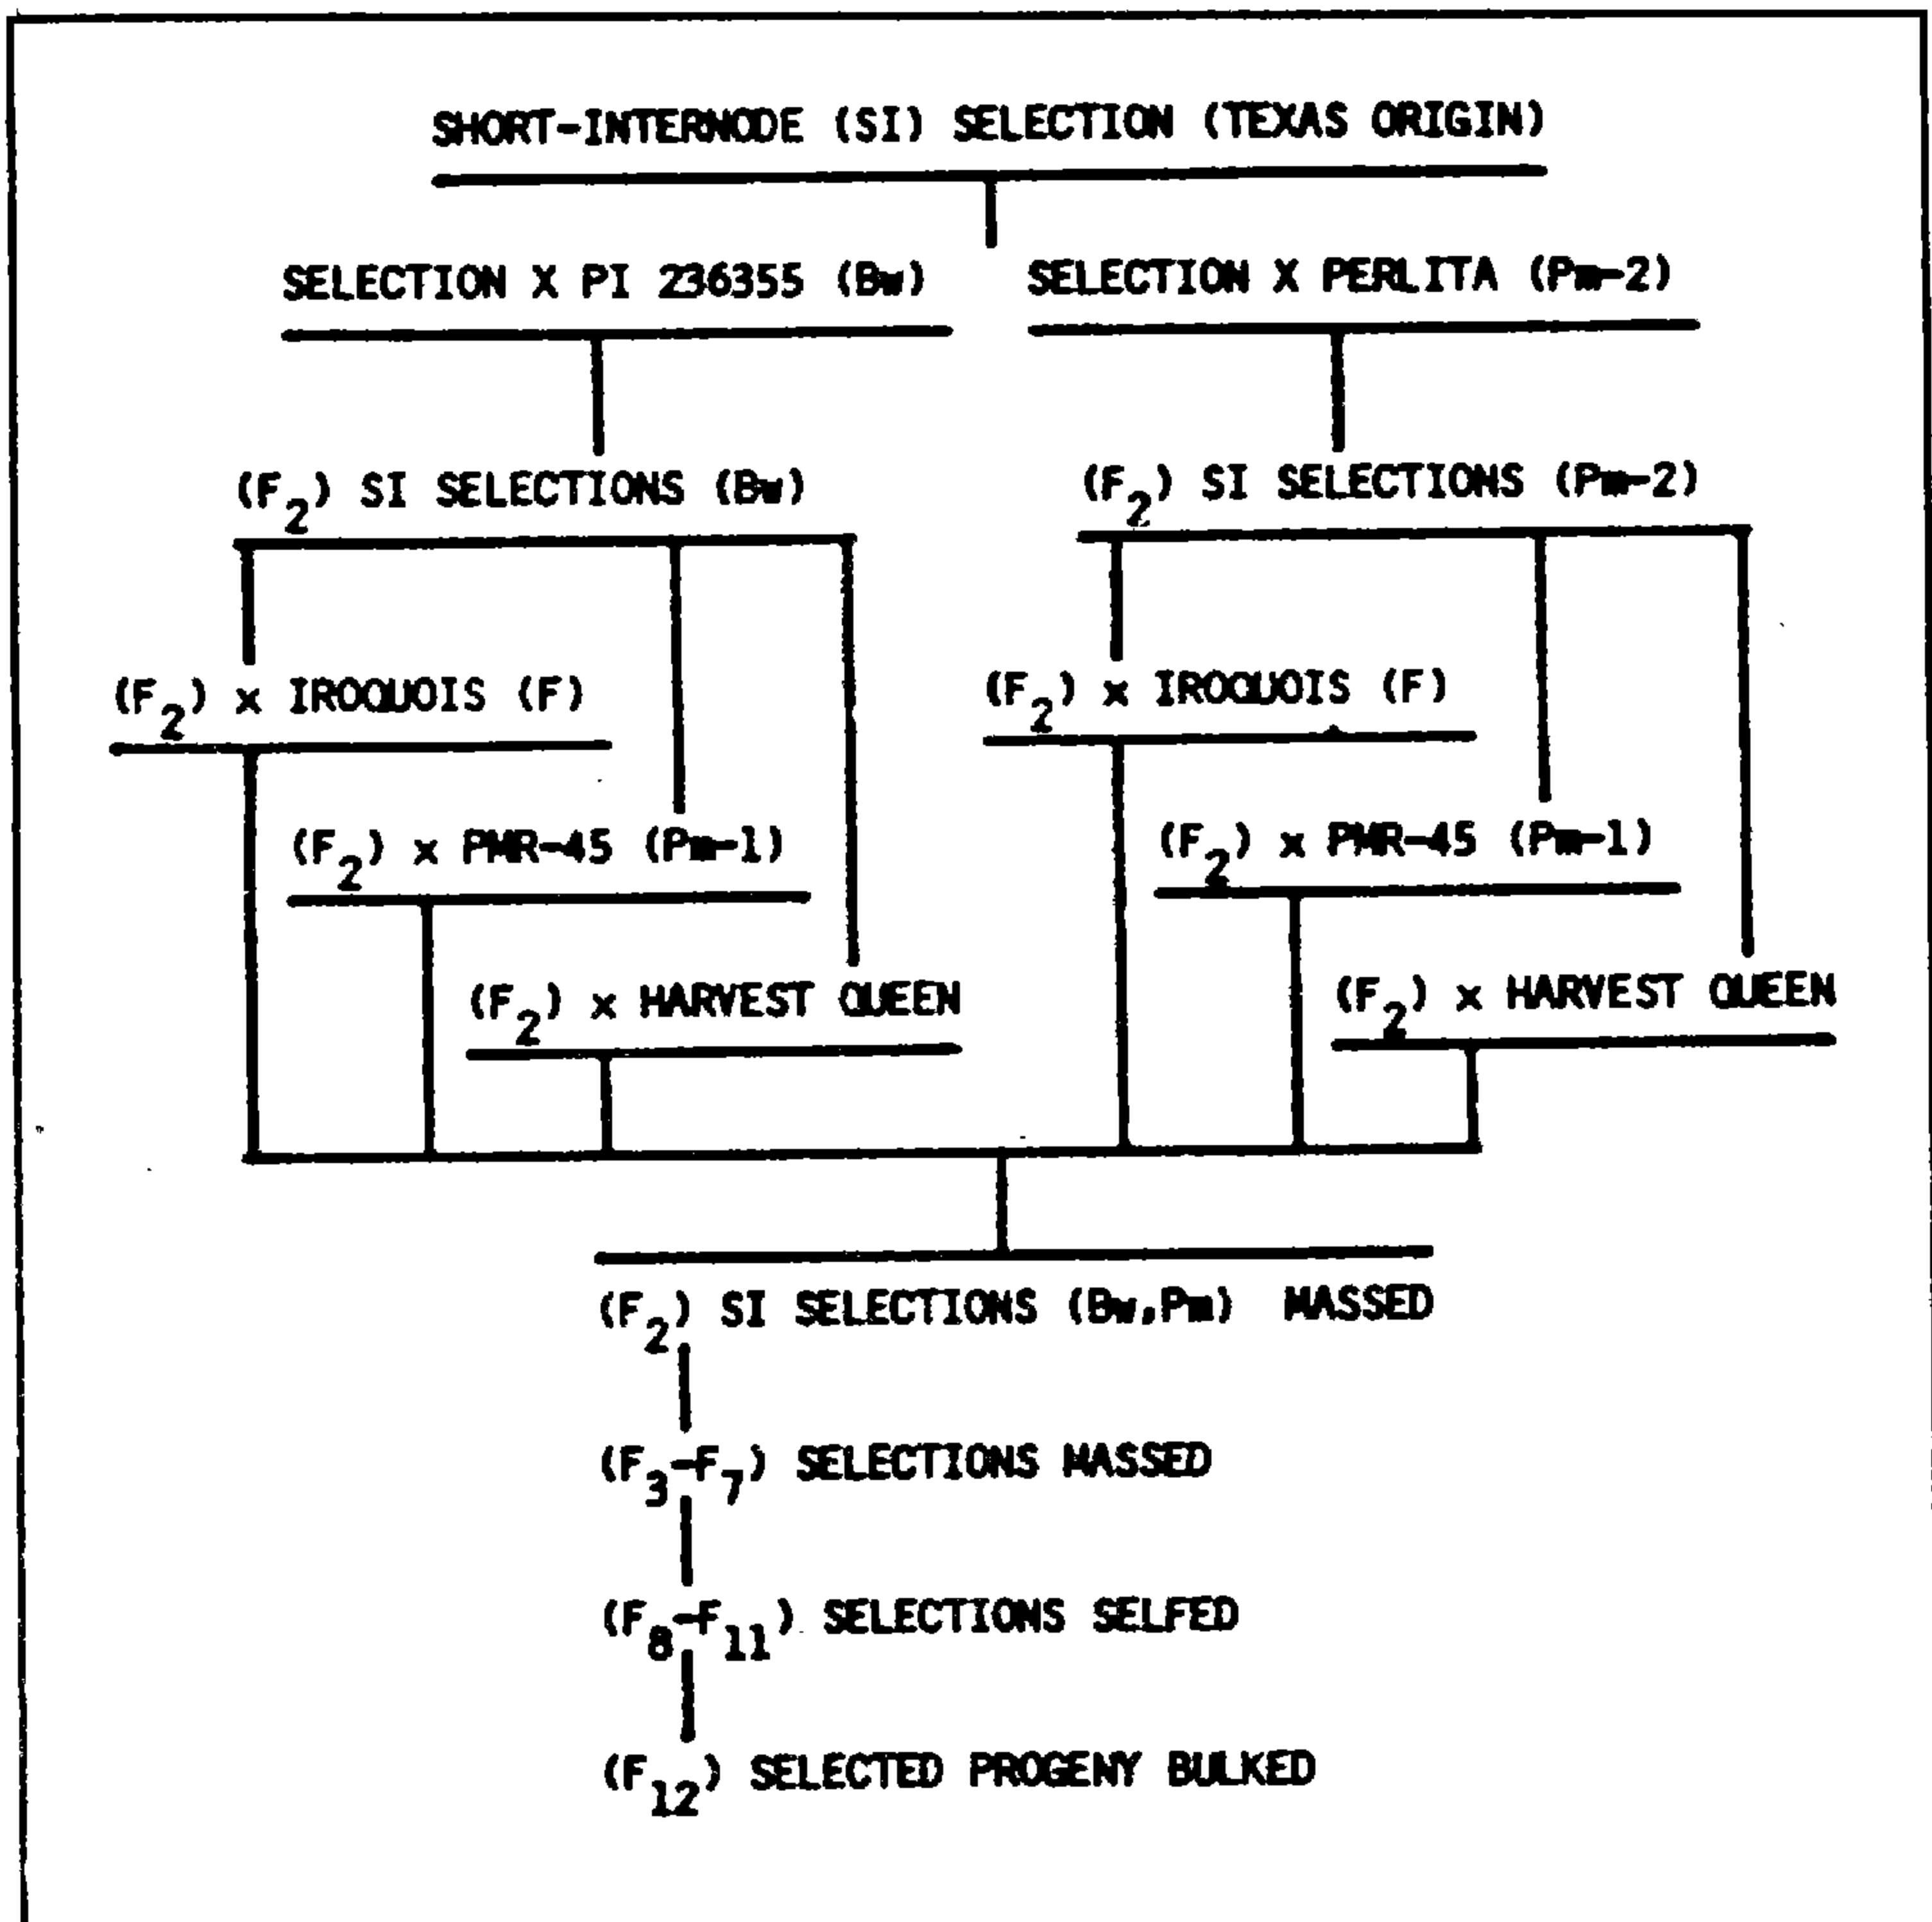 SHORT-INTERNODE (SI) SELECTION (TEXAS ORIGIN)
SELECTION X PI 236355 (Bw) SELECTION X PERLITA (Pm-2)
(F2) SI SELECTIONS (Bw) (F2) SI SELECTIONS (Pm-2)
(F2) x IROQUOIS (F) (F2) x IROQUOIS (F)
(F2) x PMR-45 (Pm-1) (F2) x PMR-45 (Pm-1)
(F2) x HARVEST QUEEN (F2) x HARVEST QUEEN
(F2) SI SELECTIONS (Bw,Pm) MASSED
(F3-F7) SELECTIONS MASSED
(F8-F11) SELECTIONS SELFED
(F12) SELECTED PROGENY BULKED